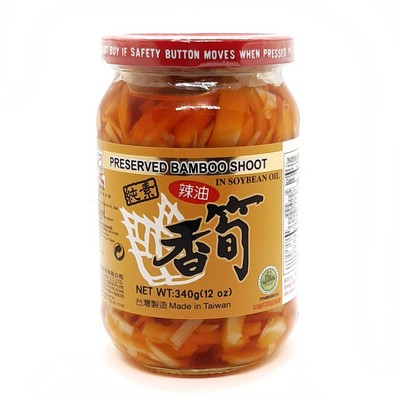 NOT BUY IF SAFETY BUTTON MOVES WHEN PRESSED
PRESERVED BAMBOO SHOOT
IN SOYBEAN OIL
純素
辣油
香筍
NET WT:340g(12 oz)
台灣製造 Made in Taiwan